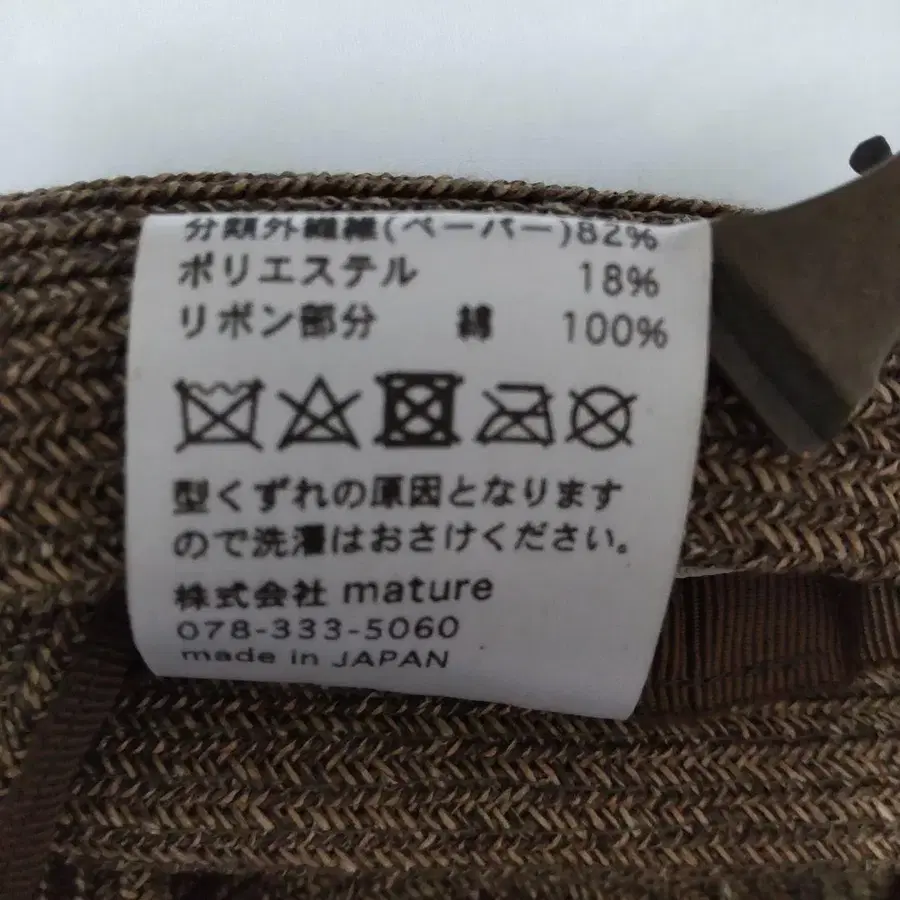 分類外繊維(ペーパー)82%
ポリエステル 18%
リボン部分 綿 100%
型くずれの原因となります
ので洗濯はおさけください。
株式会社 mature
078-333-5060
made in JAPAN